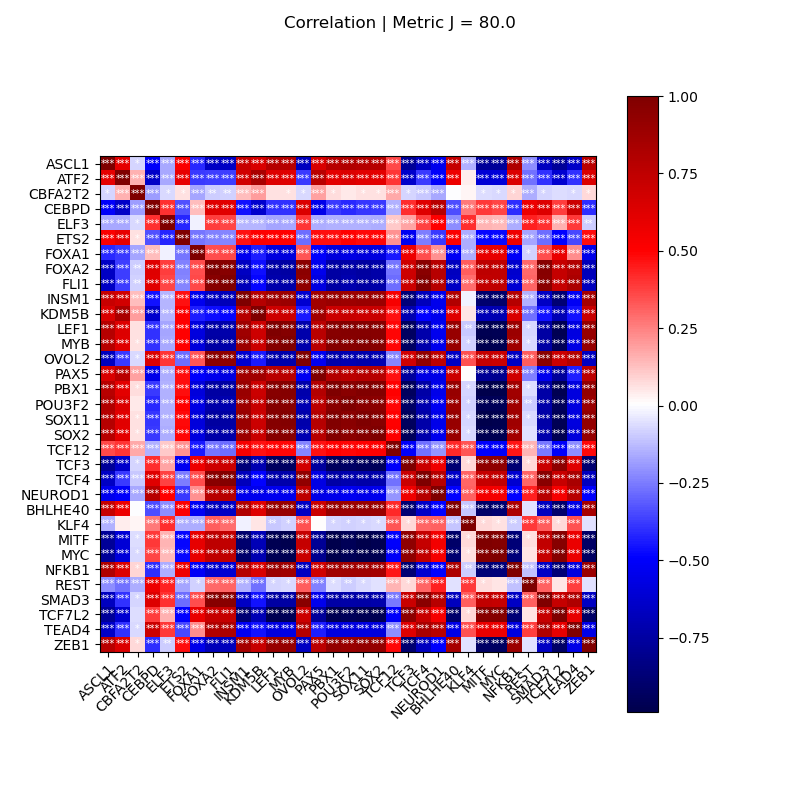 Correlation | Metric J = 80.0
ASCL1
ATF2
CBFA2T2
CEBPD
ELF3
ETS2
FOXA1
FOXA2
FLI1
INSM1
KDM5B
LEF1
MYB
OVOL2
PAX5
PBX1
POU3F2
SOX11
SOX2
TCF12
TCF3
TCF4
NEUROD1
BHLHE40
KLF4
MITF
MYC
NFKB1
REST
SMAD3
TCF7L2
TEAD4
ZEB1
ASCL1
ATF2
CBFA2T2
CEBPD
ELF3
ETS2
FOXA1
FOXA2
FLI1
INSM1
KDM5B
LEF1
MYB
OVOL2
PAX5
PBX1
POU3F2
SOX11
SOX2
TCF12
TCF3
TCF4
NEUROD1
BHLHE40
KLF4
MITF
MYC
NFKB1
REST
SMAD3
TCF7L2
TEAD4
ZEB1
1.00
0.75
0.50
0.25
0.00
−0.25
−0.50
−0.75